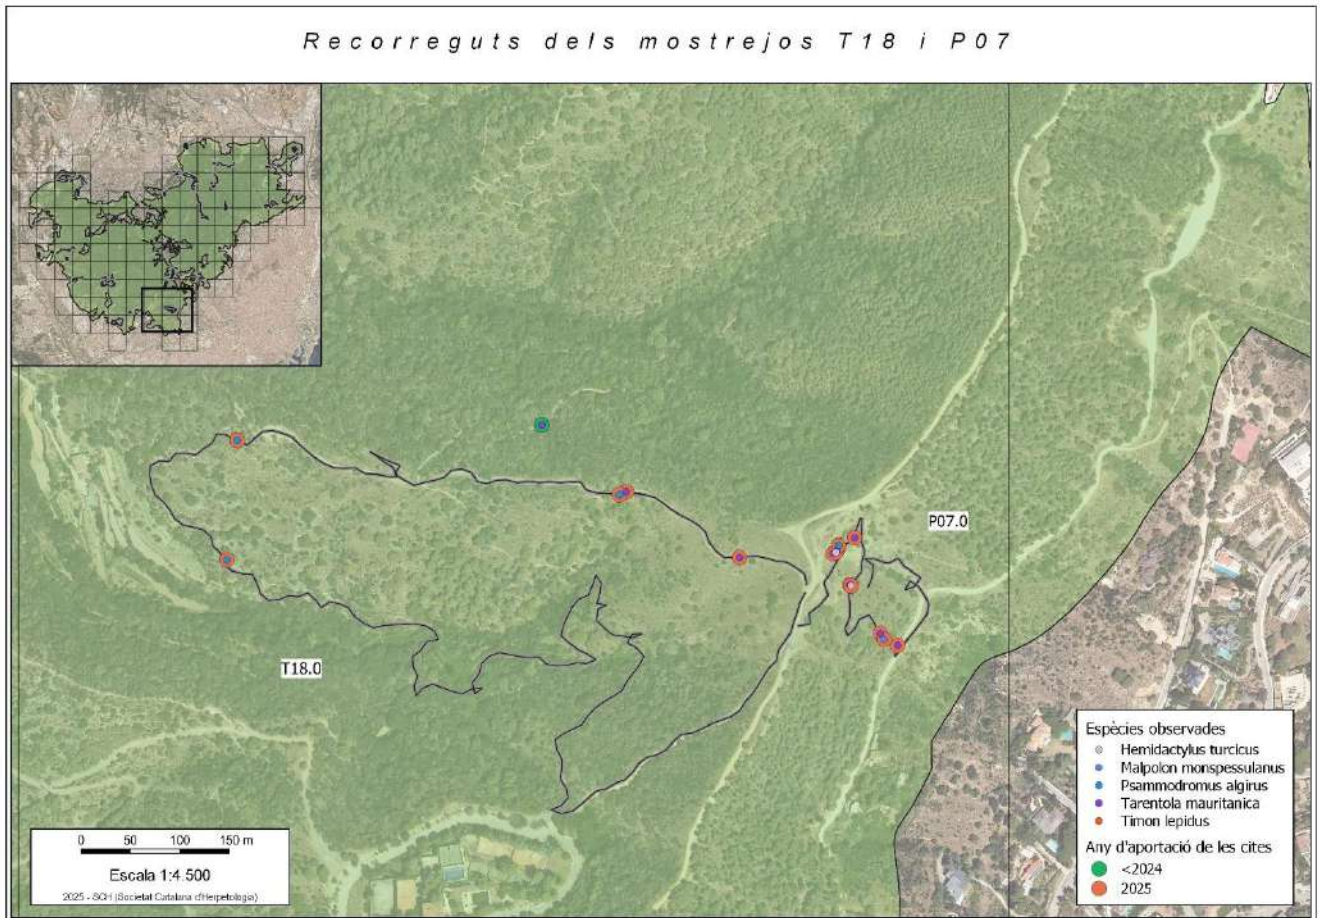 Recorreguts dels mostrejos T18 i P07
P07.0
T18.0
Espècies observades
Hemidactylus turcicus
Malpolon monspessulanus
Psammodromus algirus
Tarentola mauritanica
Timon lepidus
Any d'aportació de les cites
<2024
2025
0 50 100 150 m
Escala 1:4.500
2025 - SCH (Societat Catalana d'Herpetologia)